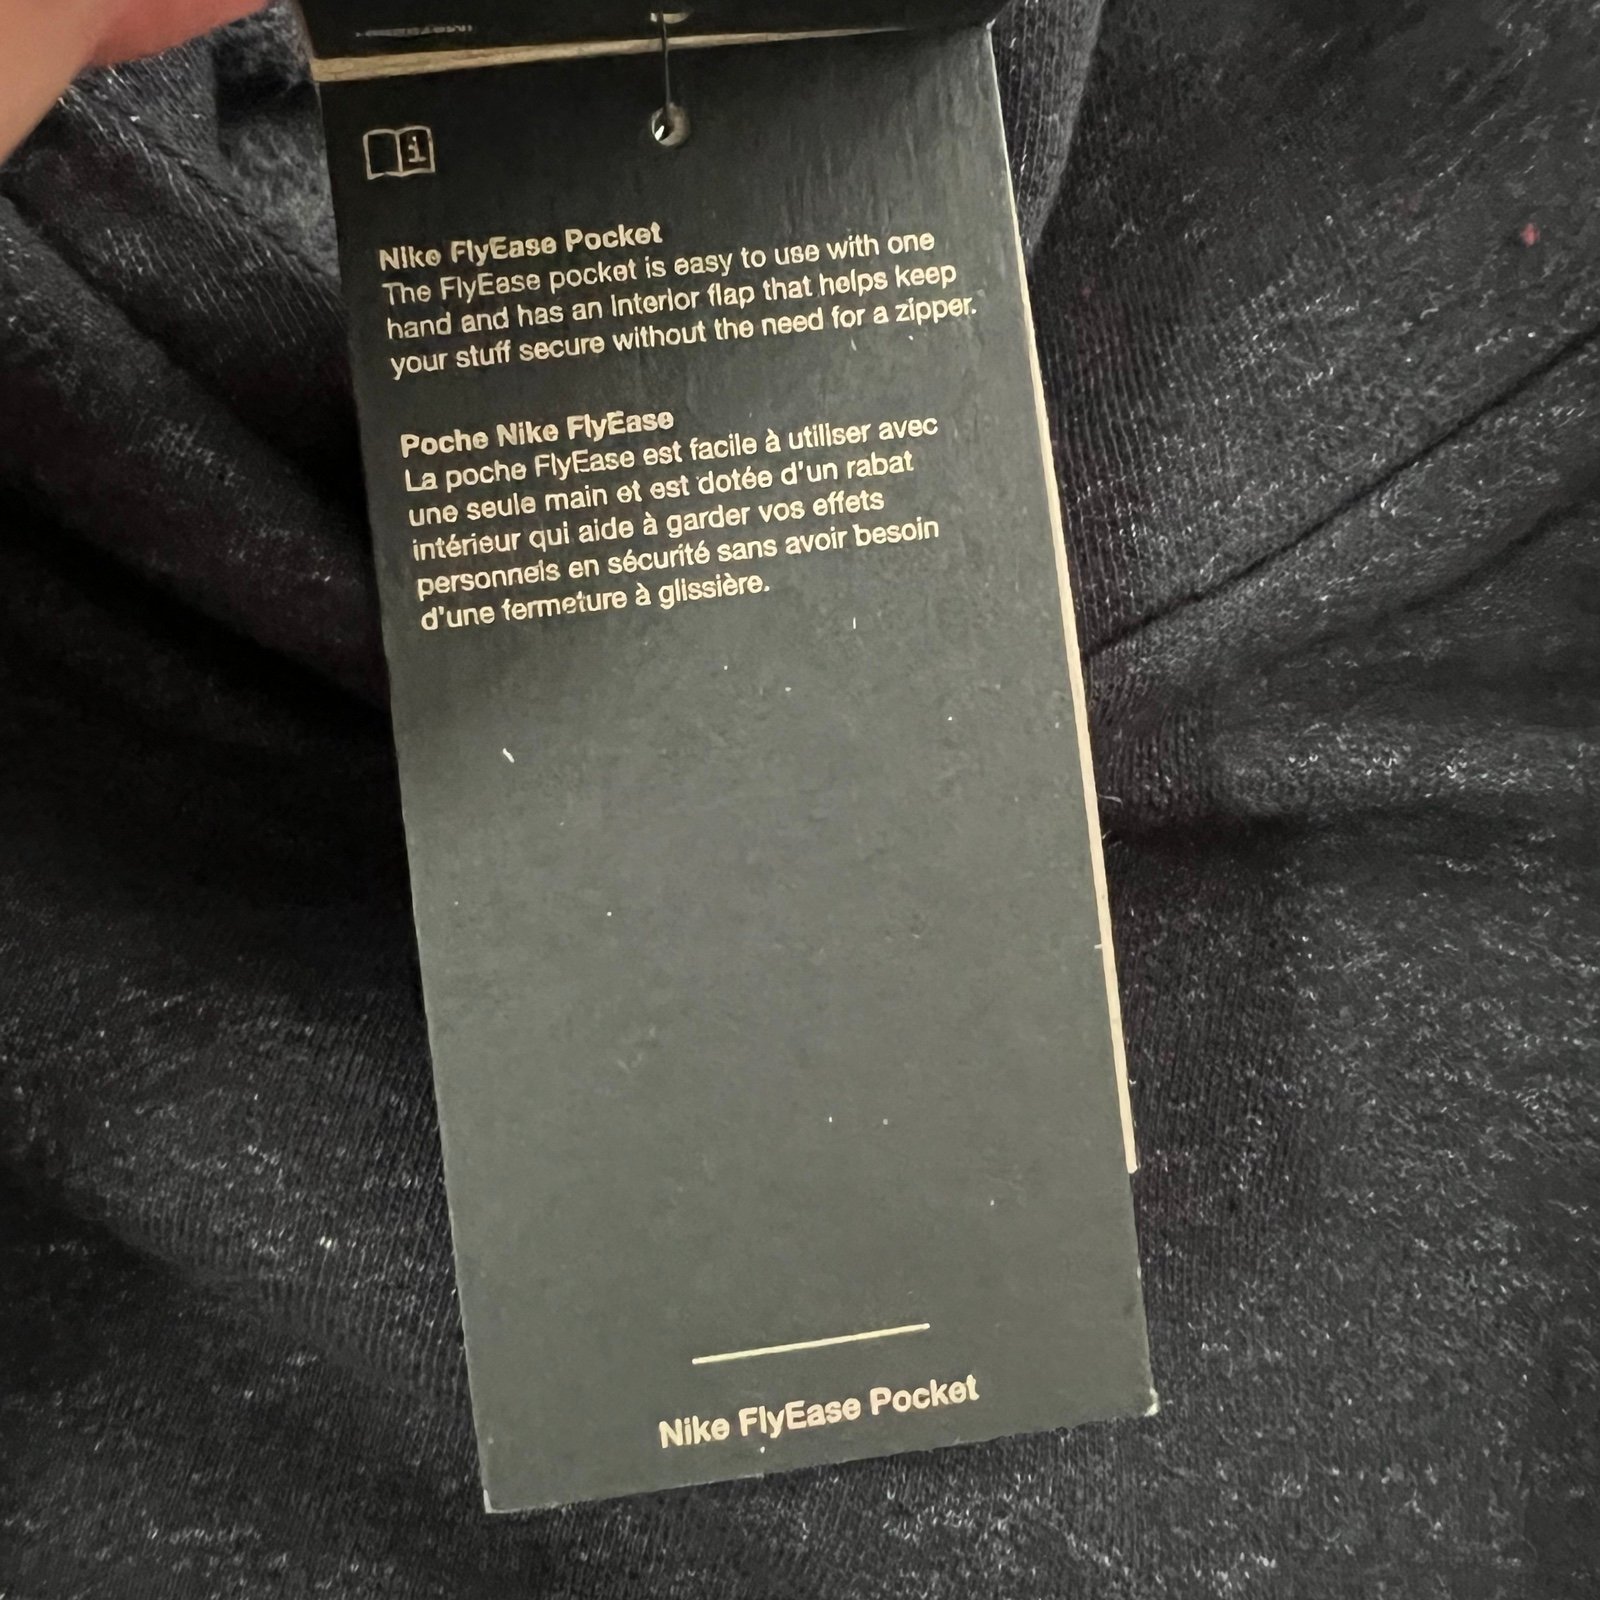 Nike FlyEase Pocket
The FlyEase pocket is easy to use with one
hand and has an interior flap that helps keep
your stuff secure without the need for a zipper.
Poche Nike FlyEase
La poche FlyEase est facile à utiliser avec
une seule main et est dotée d'un rabat
intérieur qui aide à garder vos effets
personnels en sécurité sans avoir besoin
d'une fermeture à glissière.
Nike FlyEase Pocket